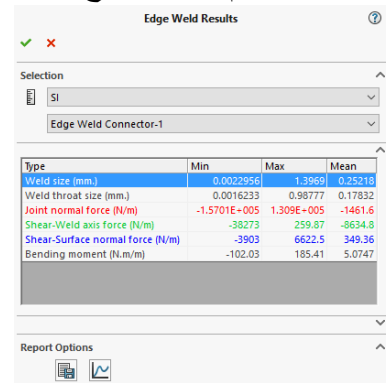 Edge Weld Results
Selection
SI
Edge Weld Connector-1
Type Min Max Mean
Weld size (mm.) 0.0022956 1.3969 0.25218
Weld throat size (mm.) 0.0016233 0.98777 0.17832
Joint normal force (N/m) -1.5701E+005 1.309E+005 -1461.6
Shear-Weld axis force (N/m) -38273 259.87 -8634.8
Shear-Surface normal force (N/m) -3903 6622.5 349.36
Bending moment (N.m/m) -102.03 185.41 5.0747
Report Options